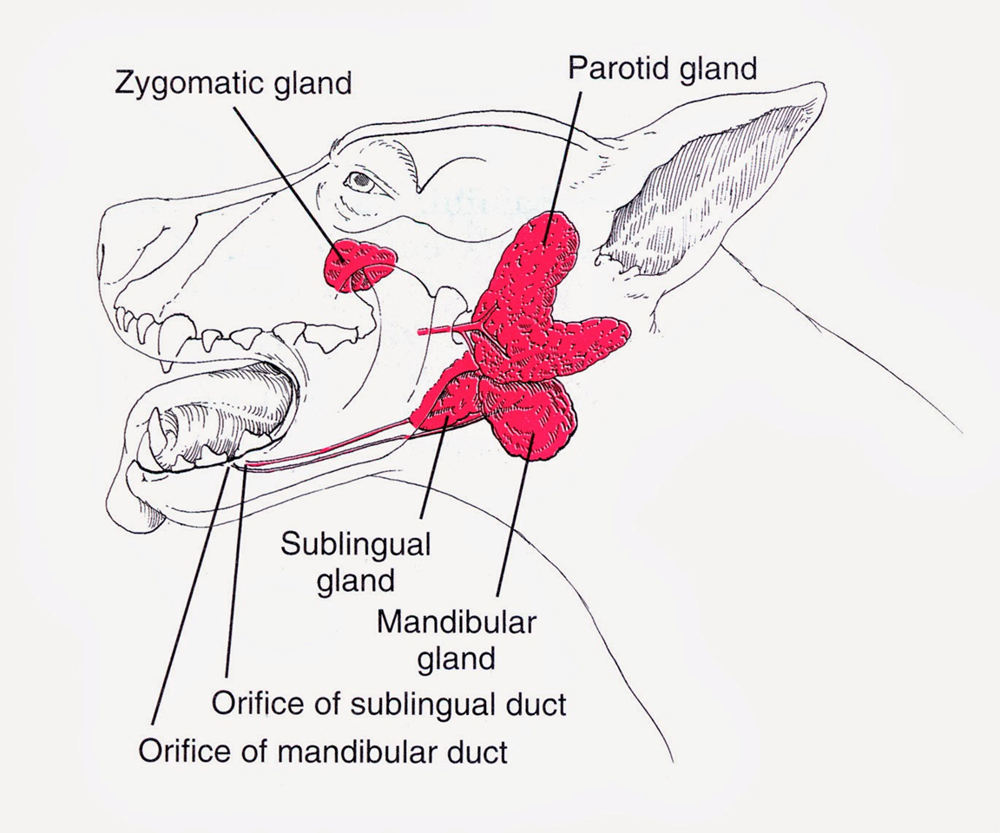 Zygomatic gland
Parotid gland
Sublingual
gland
Mandibular
gland
Orifice of sublingual duct
Orifice of mandibular duct